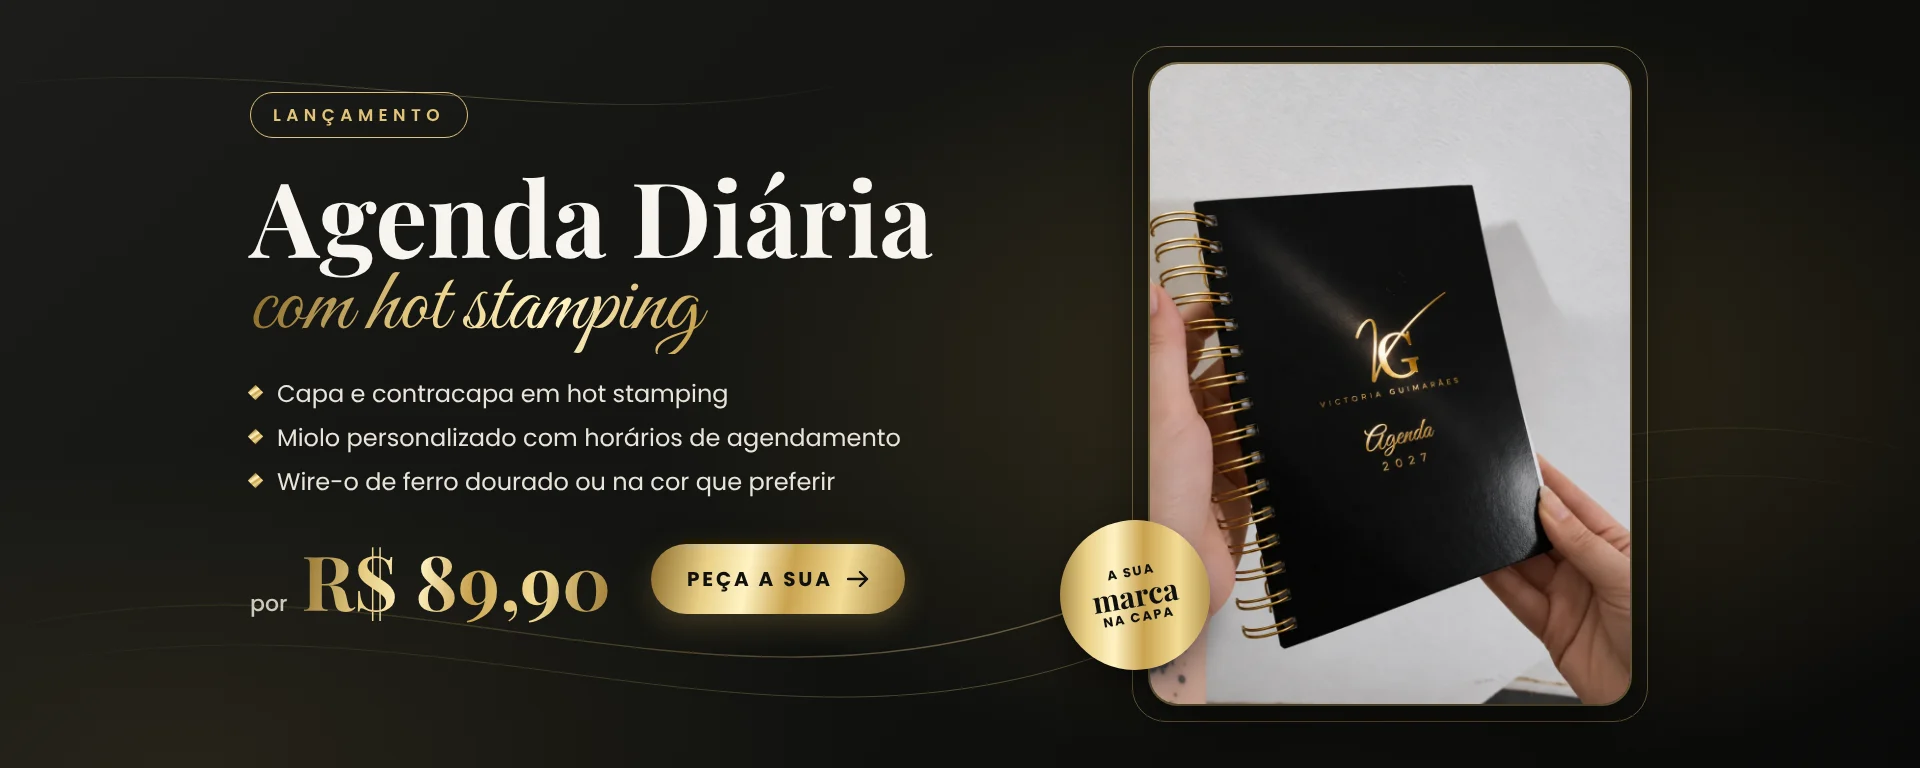 LANÇAMENTO
Agenda Diária
com hot stamping
Capa e contracapa em hot stamping
Miolo personalizado com horários de agendamento
Wire-o de ferro dourado ou na cor que preferir
por R$ 89,90
PEÇA A SUA →
A SUA
marca
NA CAPA
VG
VICTORIA GUIMARÃES
Agenda
2027